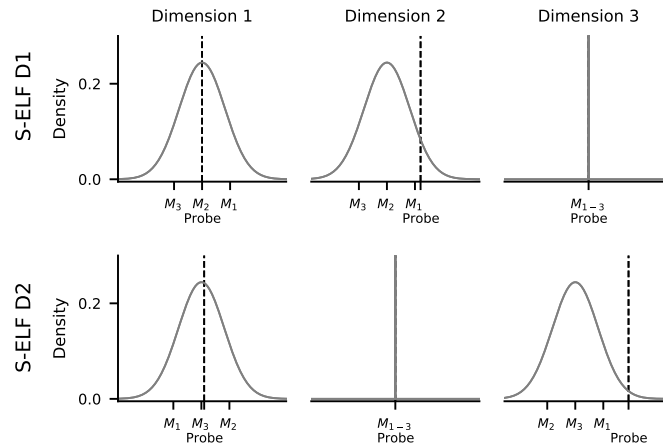 Dimension 1 Dimension 2 Dimension 3
S-ELF D1
Density
0.2
0.0
M₃ M₂ M₁
Probe
M₃ M₂ M₁
Probe
M₁₋₃
Probe
S-ELF D2
Density
0.2
0.0
M₁ M₃ M₂
Probe
M₁₋₃
Probe
M₂ M₃ M₁
Probe